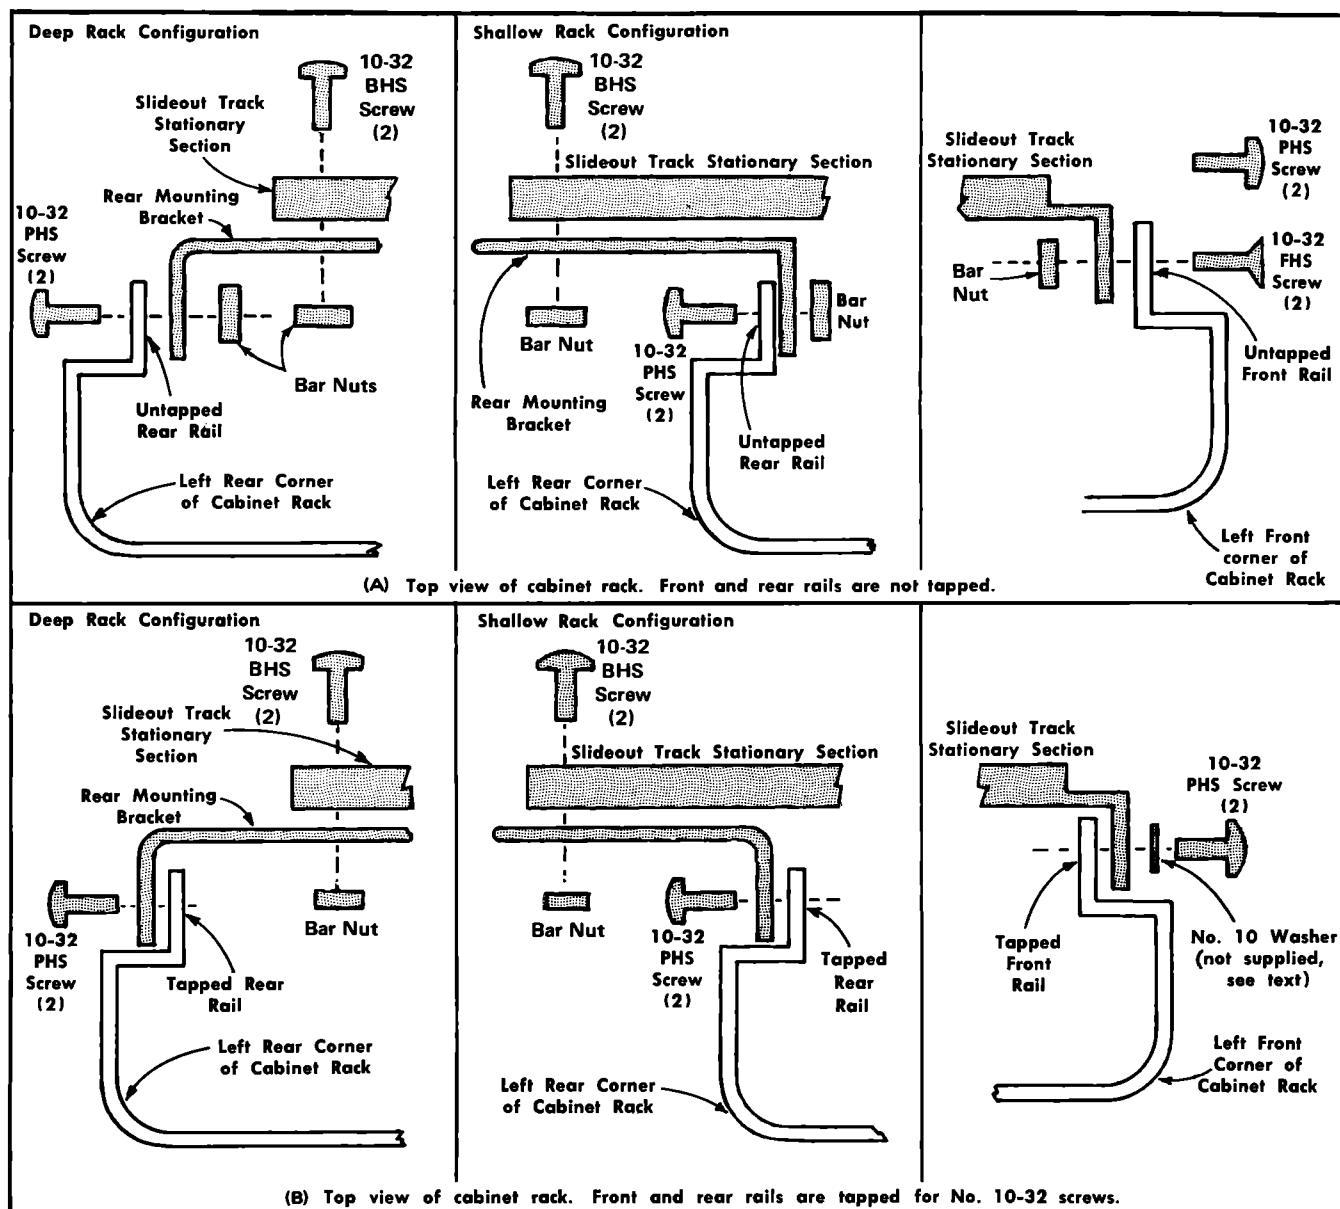 Deep Rack Configuration
10-32
BHS
Screw
(2)
Slideout Track
Stationary
Section
Rear Mounting
Bracket
10-32
PHS
Screw
(2)
Bar Nuts
Untapped
Rear Rail
Left Rear Corner
of Cabinet Rack
Shallow Rack Configuration
10-32
BHS
Screw
(2)
Slideout Track Stationary Section
Bar
Nut
Bar Nut
10-32
PHS
Screw
(2)
Rear Mounting
Bracket
Untapped
Rear Rail
Left Rear Corner
of Cabinet Rack
Slideout Track
Stationary Section
10-32
PHS
Screw
(2)
10-32
FHS
Screw
(2)
Bar
Nut
Untapped
Front Rail
Left Front
corner of
Cabinet Rack
(A) Top view of cabinet rack. Front and rear rails are not tapped.
Deep Rack Configuration
10-32
BHS
Screw
(2)
Slideout Track
Stationary
Section
Rear Mounting
Bracket
10-32
PHS
Screw
(2)
Bar Nut
Tapped Rear
Rail
Left Rear Corner
of Cabinet Rack
Shallow Rack Configuration
10-32
BHS
Screw
(2)
Slideout Track Stationary Section
Bar Nut
10-32
PHS
Screw
(2)
Tapped
Rear
Rail
Left Rear Corner
of Cabinet Rack
Slideout Track
Stationary Section
10-32
PHS Screw
(2)
Tapped
Front
Rail
No. 10 Washer
(not supplied,
see text)
Left Front
Corner of
Cabinet Rack
(B) Top view of cabinet rack. Front and rear rails are tapped for No. 10-32 screws.